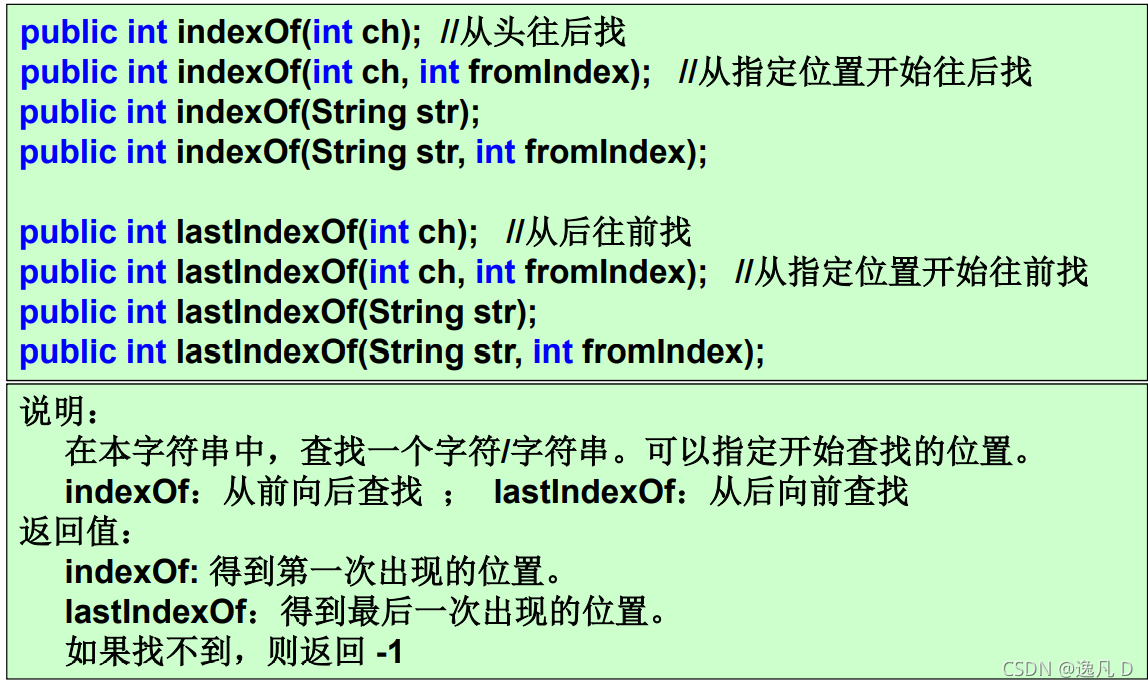 public int indexOf(int ch);  //从头往后找
public int indexOf(int ch, int fromIndex);   //从指定位置开始往后找
public int indexOf(String str);
public int indexOf(String str, int fromIndex);
public int lastIndexOf(int ch);   //从后往前找
public int lastIndexOf(int ch, int fromIndex);   //从指定位置开始往前找
public int lastIndexOf(String str);
public int lastIndexOf(String str, int fromIndex);
说明：
在本字符串中，查找一个字符/字符串。可以指定开始查找的位置。
indexOf：从前向后查找 ； lastIndexOf：从后向前查找
返回值：
indexOf: 得到第一次出现的位置。
lastIndexOf：得到最后一次出现的位置。
如果找不到，则返回 -1
CSDN @逸凡 D